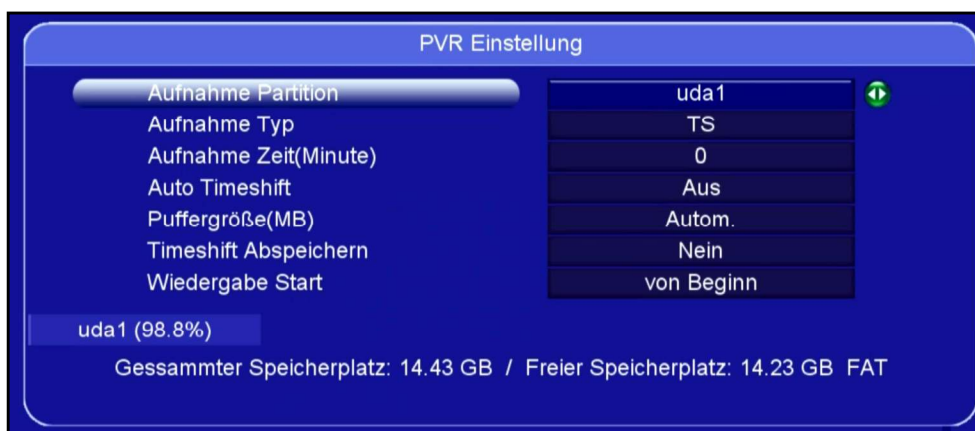 PVR Einstellung
Aufnahme Partition uda1
Aufnahme Typ TS
Aufnahme Zeit(Minute) 0
Auto Timeshift Aus
Puffergröße(MB) Autom.
Timeshift Abspeichern Nein
Wiedergabe Start von Beginn
uda1 (98.8%)
Gessammter Speicherplatz: 14.43 GB / Freier Speicherplatz: 14.23 GB FAT